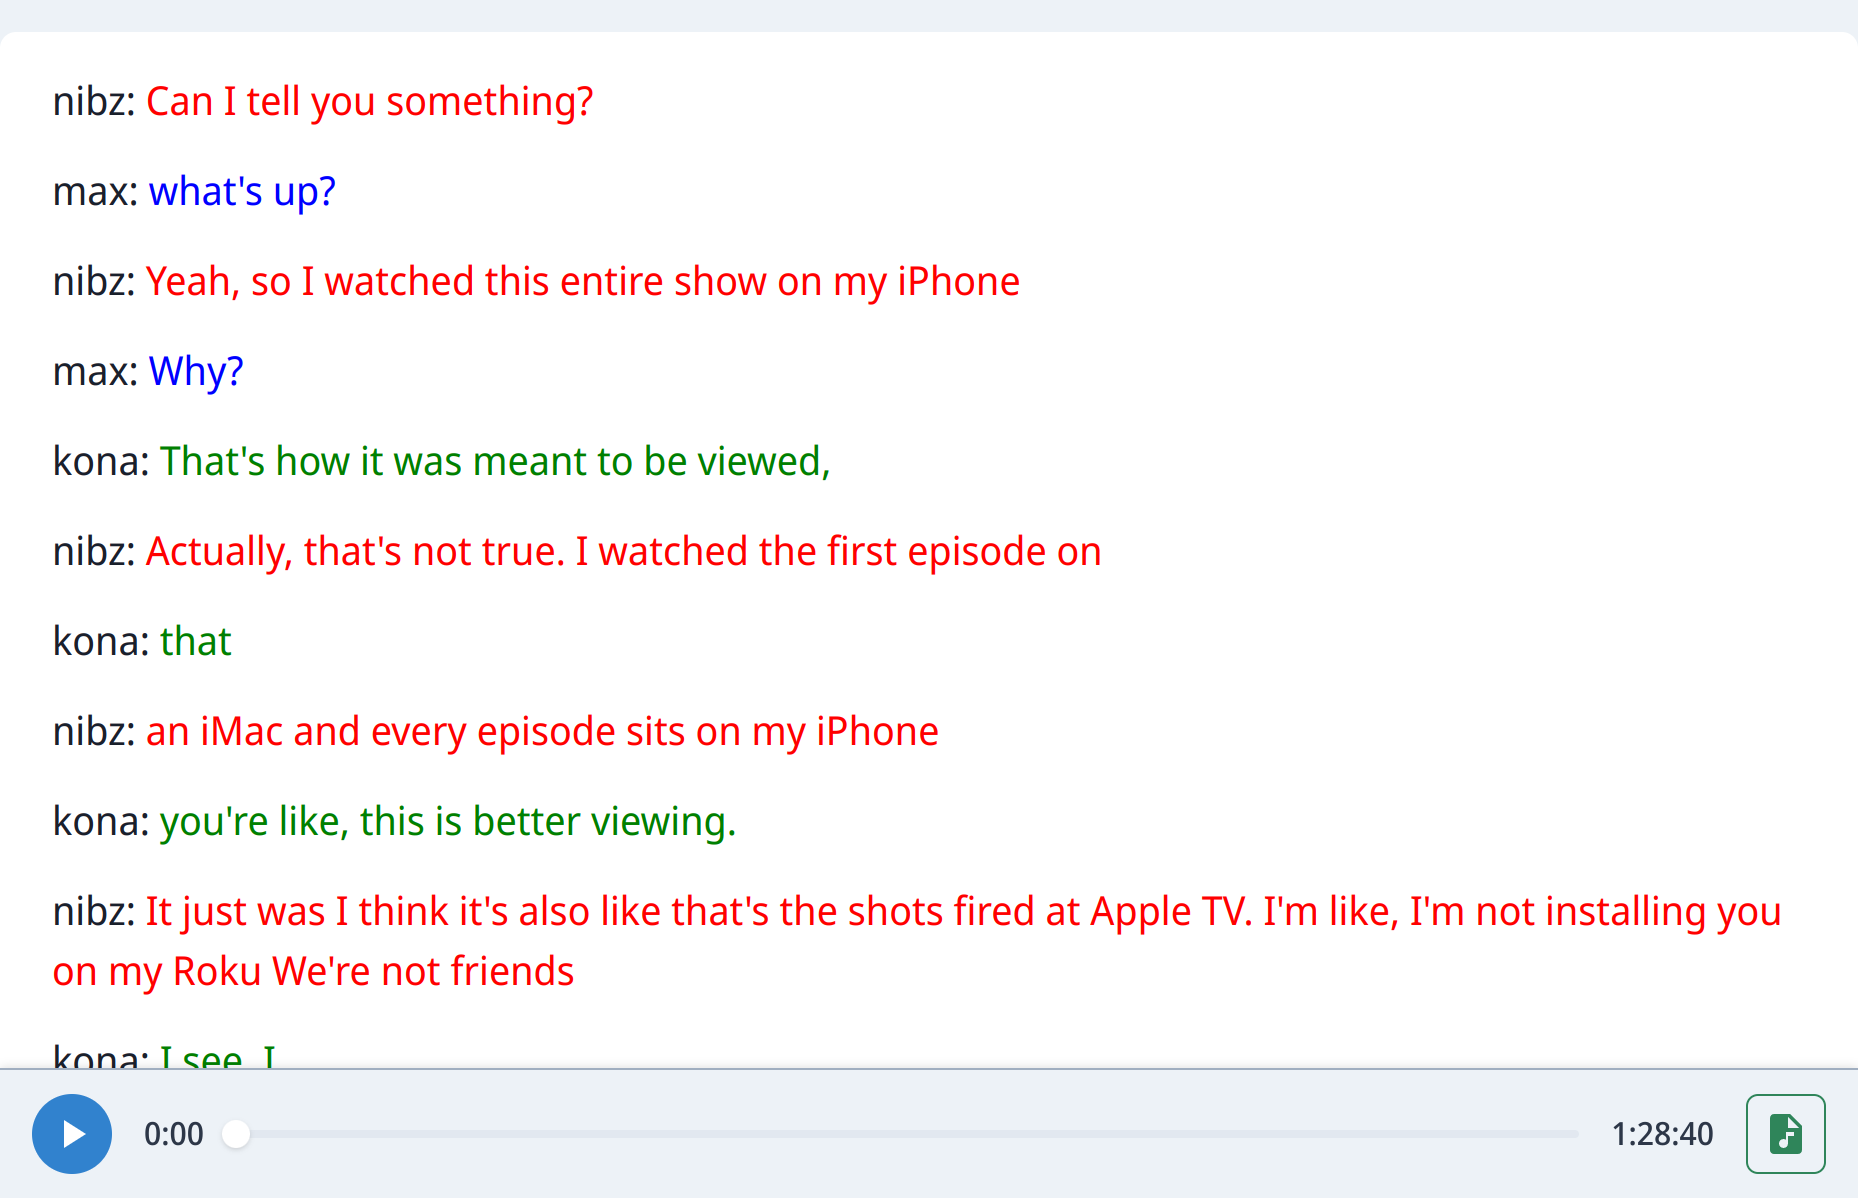 nibz: Can I tell you something?
max: what's up?
nibz: Yeah, so I watched this entire show on my iPhone
max: Why?
kona: That's how it was meant to be viewed,
nibz: Actually, that's not true. I watched the first episode on
kona: that
nibz: an iMac and every episode sits on my iPhone
kona: you're like, this is better viewing.
nibz: It just was I think it's also like that's the shots fired at Apple TV. I'm like, I'm not installing you
on my Roku We're not friends
kona: I see. I
0:00
1:28:40